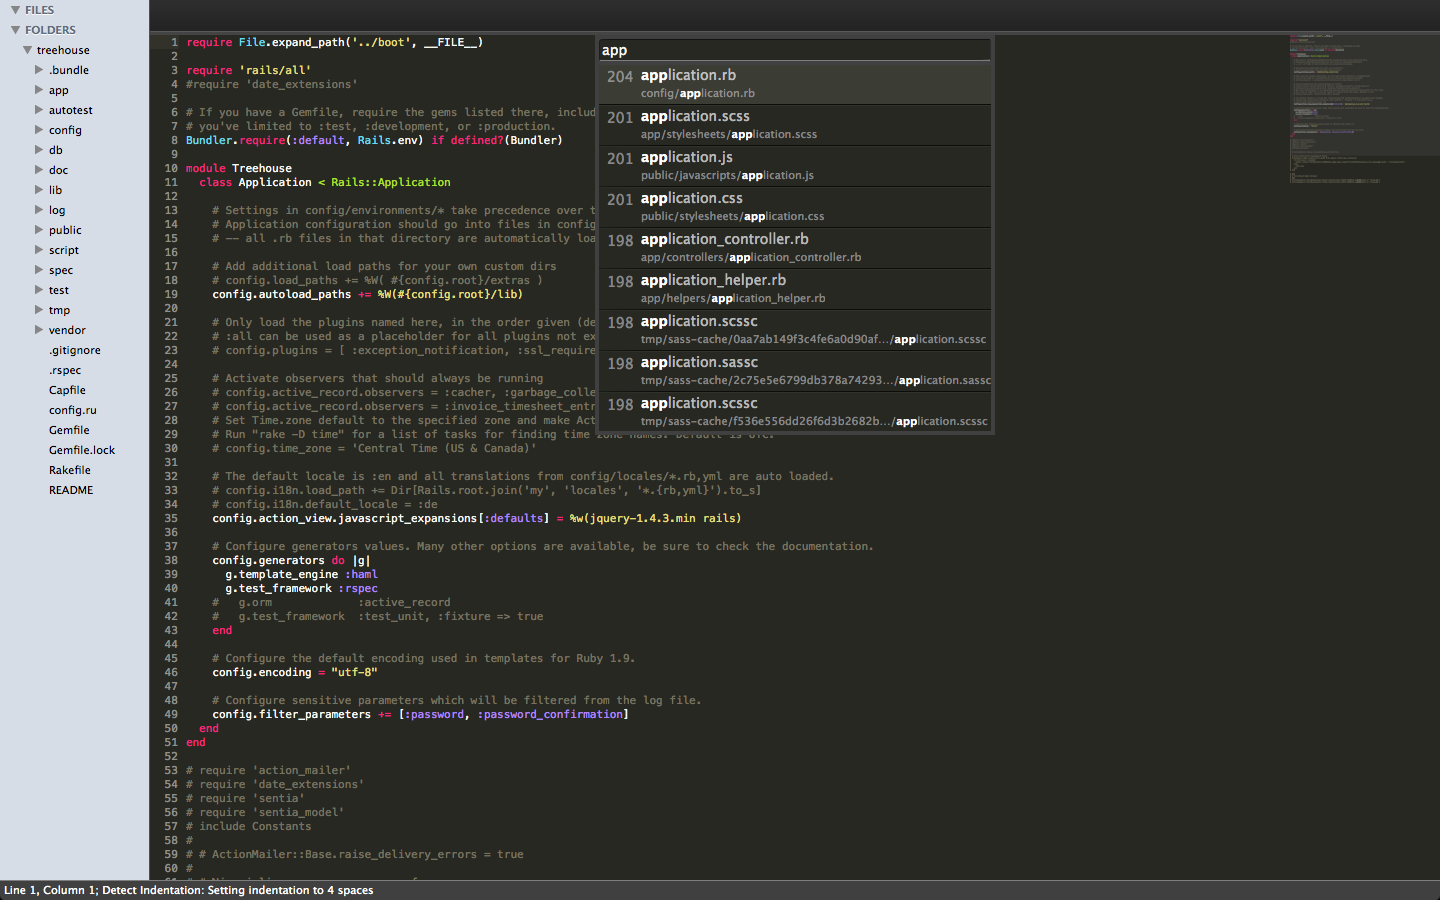 FILES
FOLDERS
treehouse
.bundle
app
autotest
config
db
doc
lib
log
public
script
spec
test
tmp
vendor
.gitignore
.rspec
Capfile
config.ru
Gemfile
Gemfile.lock
Rakefile
README
1 require File.expand_path('../boot', __FILE__)
2
3 require 'rails/all'
4 #require 'date_extensions'
5
6 # If you have a Gemfile, require the gems listed there, includ
7 # you've limited to :test, :development, or :production.
8 Bundler.require(:default, Rails.env) if defined?(Bundler)
9
10 module Treehouse
11 class Application < Rails::Application
12
13 # Settings in config/environments/* take precedence over t
14 # Application configuration should go into files in config
15 # -- all .rb files in that directory are automatically loa
16
17 # Add additional load paths for your own custom dirs
18 # config.load_paths += %W( #{config.root}/extras )
19 config.autoload_paths += %W(#{config.root}/lib)
20
21 # Only load the plugins named here, in the order given (de
22 # :all can be used as a placeholder for all plugins not ex
23 # config.plugins = [ :exception_notification, :ssl_require
24
25 # Activate observers that should always be running
26 # config.active_record.observers = :cacher, :garbage_colle
27 # config.active_record.observers = :invoice_timesheet_entr
28 # Set Time.zone default to the specified zone and make Act
29 # Run "rake -D time" for a list of tasks for finding time zone names. Default is UTC.
30 # config.time_zone = 'Central Time (US & Canada)'
31
32 # The default locale is :en and all translations from config/locales/*.rb,yml are auto loaded.
33 # config.i18n.load_path += Dir[Rails.root.join('my', 'locales', '*.{rb,yml}').to_s]
34 # config.i18n.default_locale = :de
35 config.action_view.javascript_expansions[:defaults] = %w(jquery-1.4.3.min rails)
36
37 # Configure generators values. Many other options are available, be sure to check the documentation.
38 config.generators do |g|
39 g.template_engine :haml
40 g.test_framework :rspec
41 # g.orm :active_record
42 # g.test_framework :test_unit, :fixture => true
43 end
44
45 # Configure the default encoding used in templates for Ruby 1.9.
46 config.encoding = "utf-8"
47
48 # Configure sensitive parameters which will be filtered from the log file.
49 config.filter_parameters += [:password, :password_confirmation]
50 end
51 end
52
53 # require 'action_mailer'
54 # require 'date_extensions'
55 # require 'sentia'
56 # require 'sentia_model'
57 # include Constants
58 #
59 # # ActionMailer::Base.raise_delivery_errors = true
60 #
app
204 application.rb
config/application.rb
201 application.scss
app/stylesheets/application.scss
201 application.js
public/javascripts/application.js
201 application.css
public/stylesheets/application.css
198 application_controller.rb
app/controllers/application_controller.rb
198 application_helper.rb
app/helpers/application_helper.rb
198 application.scssc
tmp/sass-cache/0aa7ab149f3c4fe6a0d90af.../application.scssc
198 application.sassc
tmp/sass-cache/2c75e5e6799db378a74293.../application.sassc
198 application.scssc
tmp/sass-cache/f536e556dd26f6d3b2682b.../application.scssc
Line 1, Column 1; Detect Indentation: Setting indentation to 4 spaces